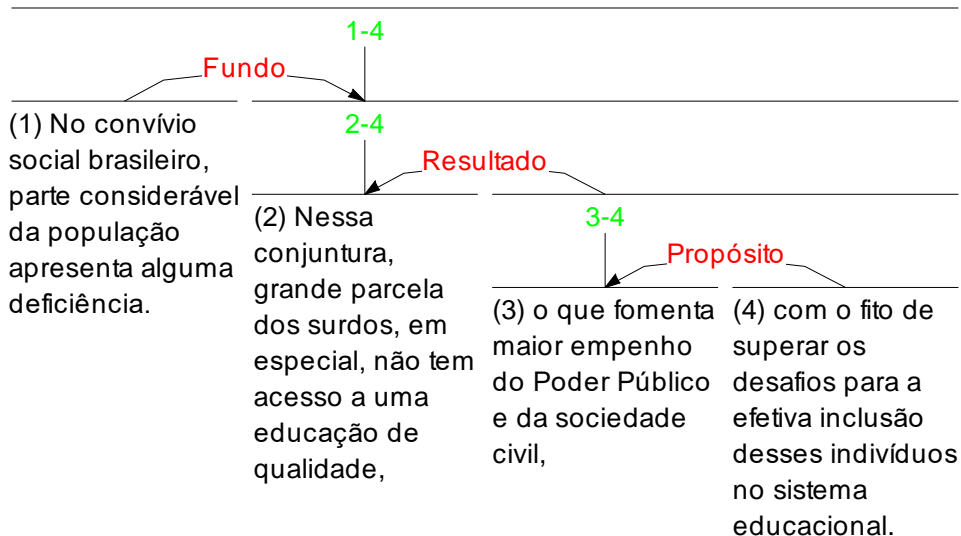 1-4
Fundo
(1) No convívio
social brasileiro,
parte considerável
da população
apresenta alguma
deficiência.
2-4
Resultado
(2) Nessa
conjuntura,
grande parcela
dos surdos, em
especial, não tem
acesso a uma
educação de
qualidade,
3-4
Propósito
(3) o que fomenta
maior empenho
do Poder Público
e da sociedade
civil,
(4) com o fito de
superar os
desafios para a
efetiva inclusão
desses indivíduos
no sistema
educacional.